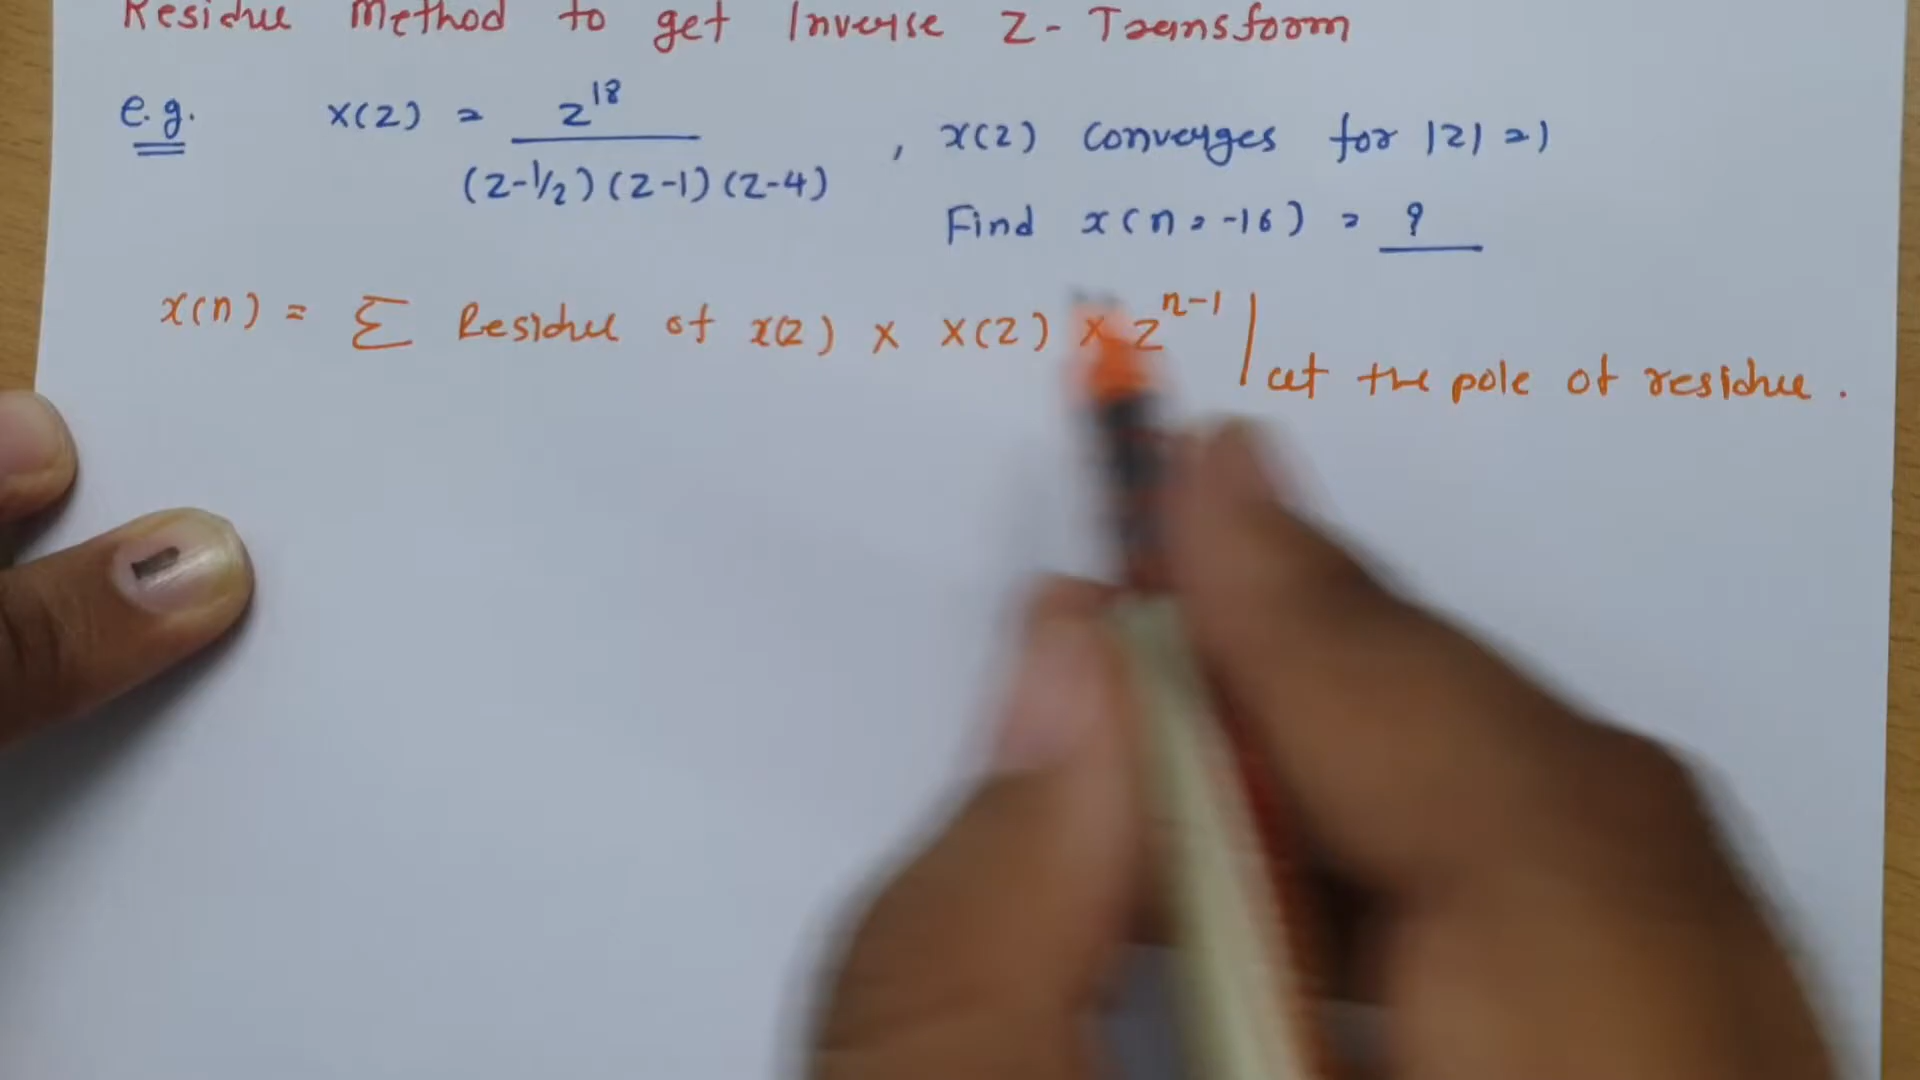 Residue Method to get Inverse Z-Transform
e.g. X(z) = z^18 / (z-1/2)(z-1)(z-4) , x(z) converges for |z|=1
Find x(n=-16) = ?
x(n) = Σ Residue of x(z) × X(z) × z^n-1 | at the pole of residue.